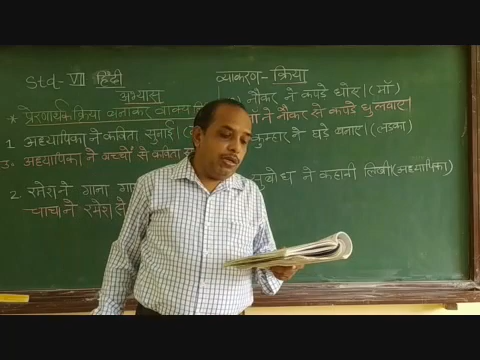 Std - VII हिंदी
व्याकरण - क्रिया
अभ्यास
* प्रेरणार्थक क्रिया बनाकर वाक्य
1. अध्यापिका ने कविता सुनाई। (
उ. अध्यापिका ने बच्चों से कविता
2. रमेश ने गाना गा
चाचा ने रमेश से
नौकर ने कपडे धोए। (माँ)
ने नौकर से कपडे धुलवाए।
कुम्हार ने घडे बनाए। (लडका)
सुबोध ने कहानी लिखी। (अध्यापिका)